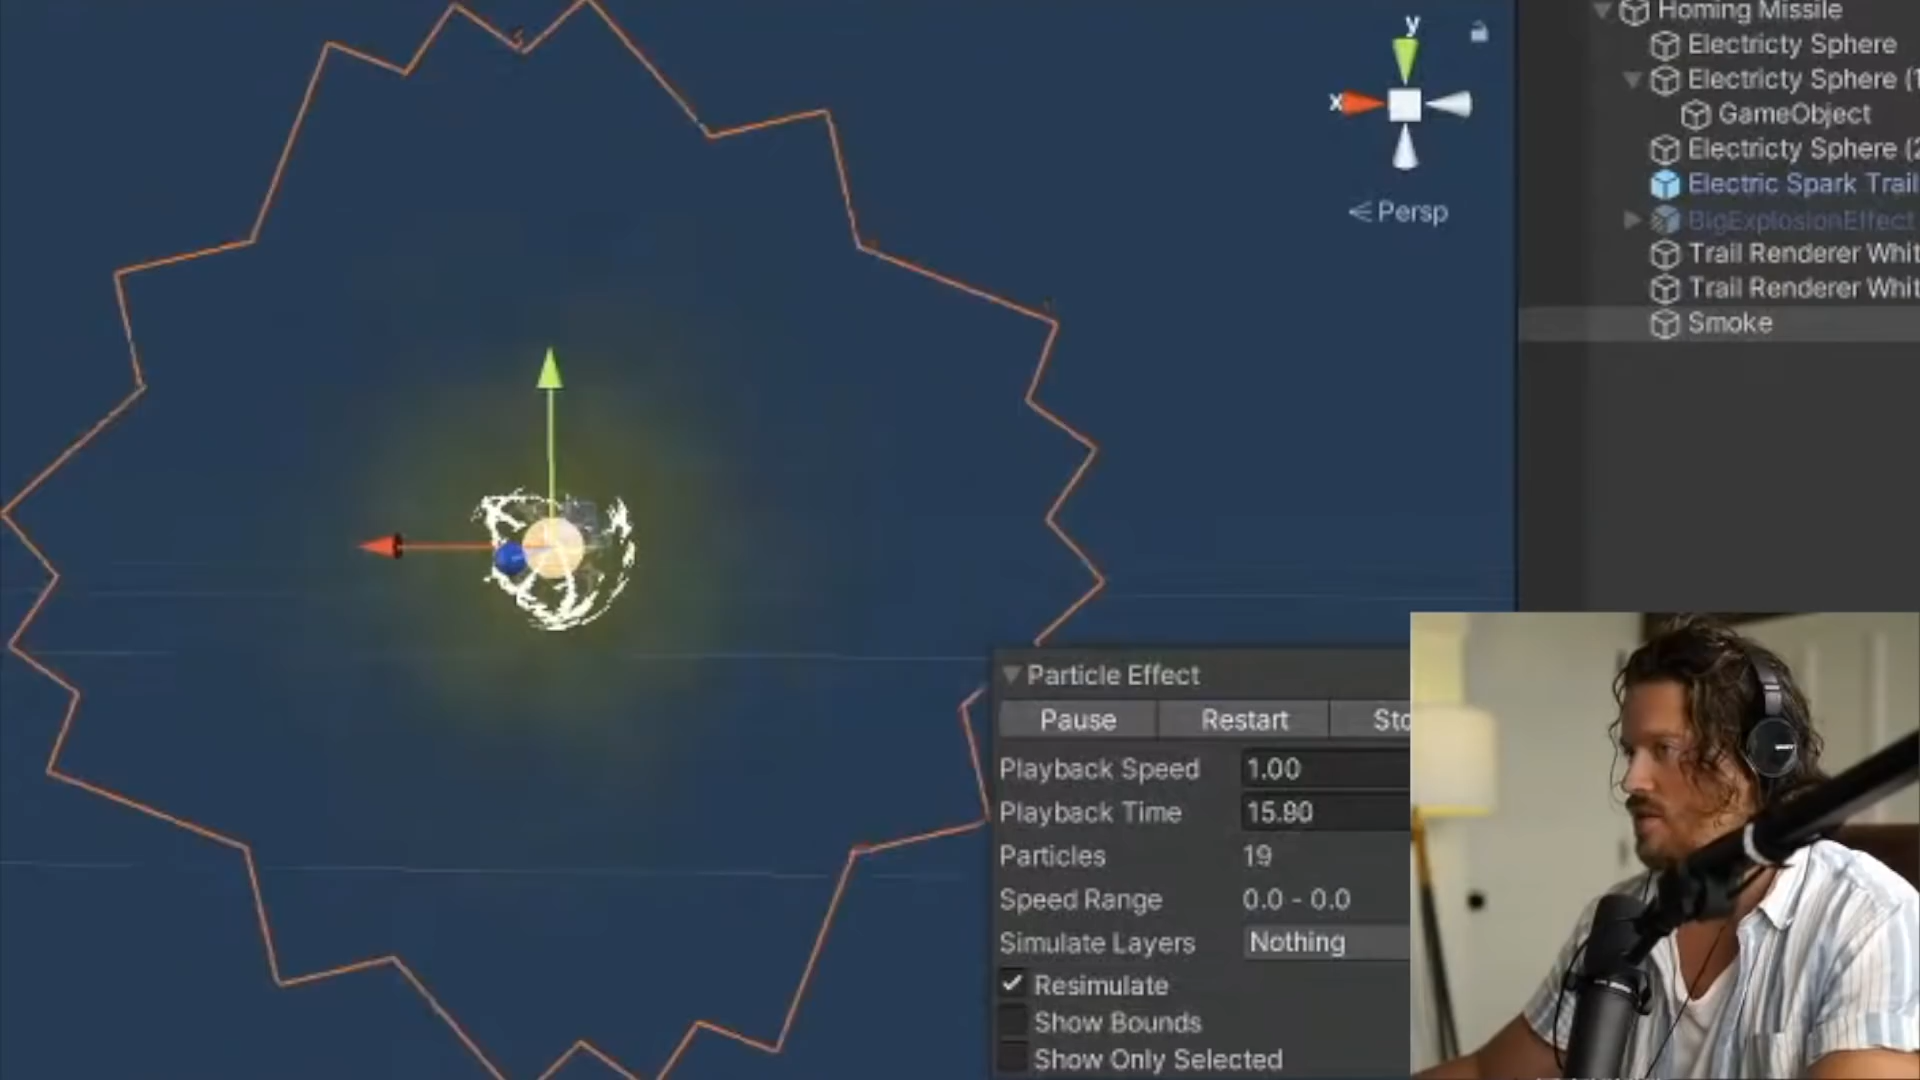 y
x
< Persp
Homing Missile
Electricty Sphere
Electricty Sphere (1
GameObject
Electricty Sphere (2
Electric Spark Trail
BigExplosionEffect
Trail Renderer Whit
Trail Renderer Whit
Smoke
Particle Effect
Pause Restart Sto
Playback Speed 1.00
Playback Time 15.90
Particles 19
Speed Range 0.0 - 0.0
Simulate Layers Nothing
Resimulate
Show Bounds
Show Only Selected
SONY